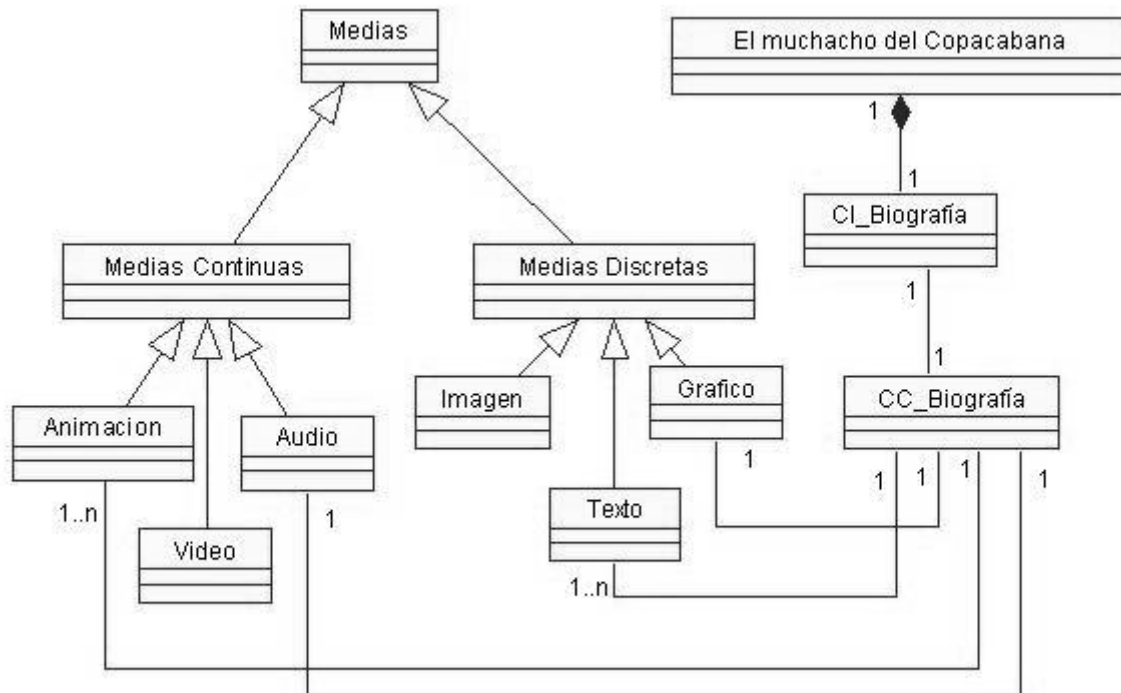 Medias
El muchacho del Copacabana
1
1
CI_Biografía
Medias Continuas
Medias Discretas
1
1
Imagen
Grafico
CC_Biografía
Animacion
Audio
1
1
1
1
1
Texto
1..n
1
Video
1..n